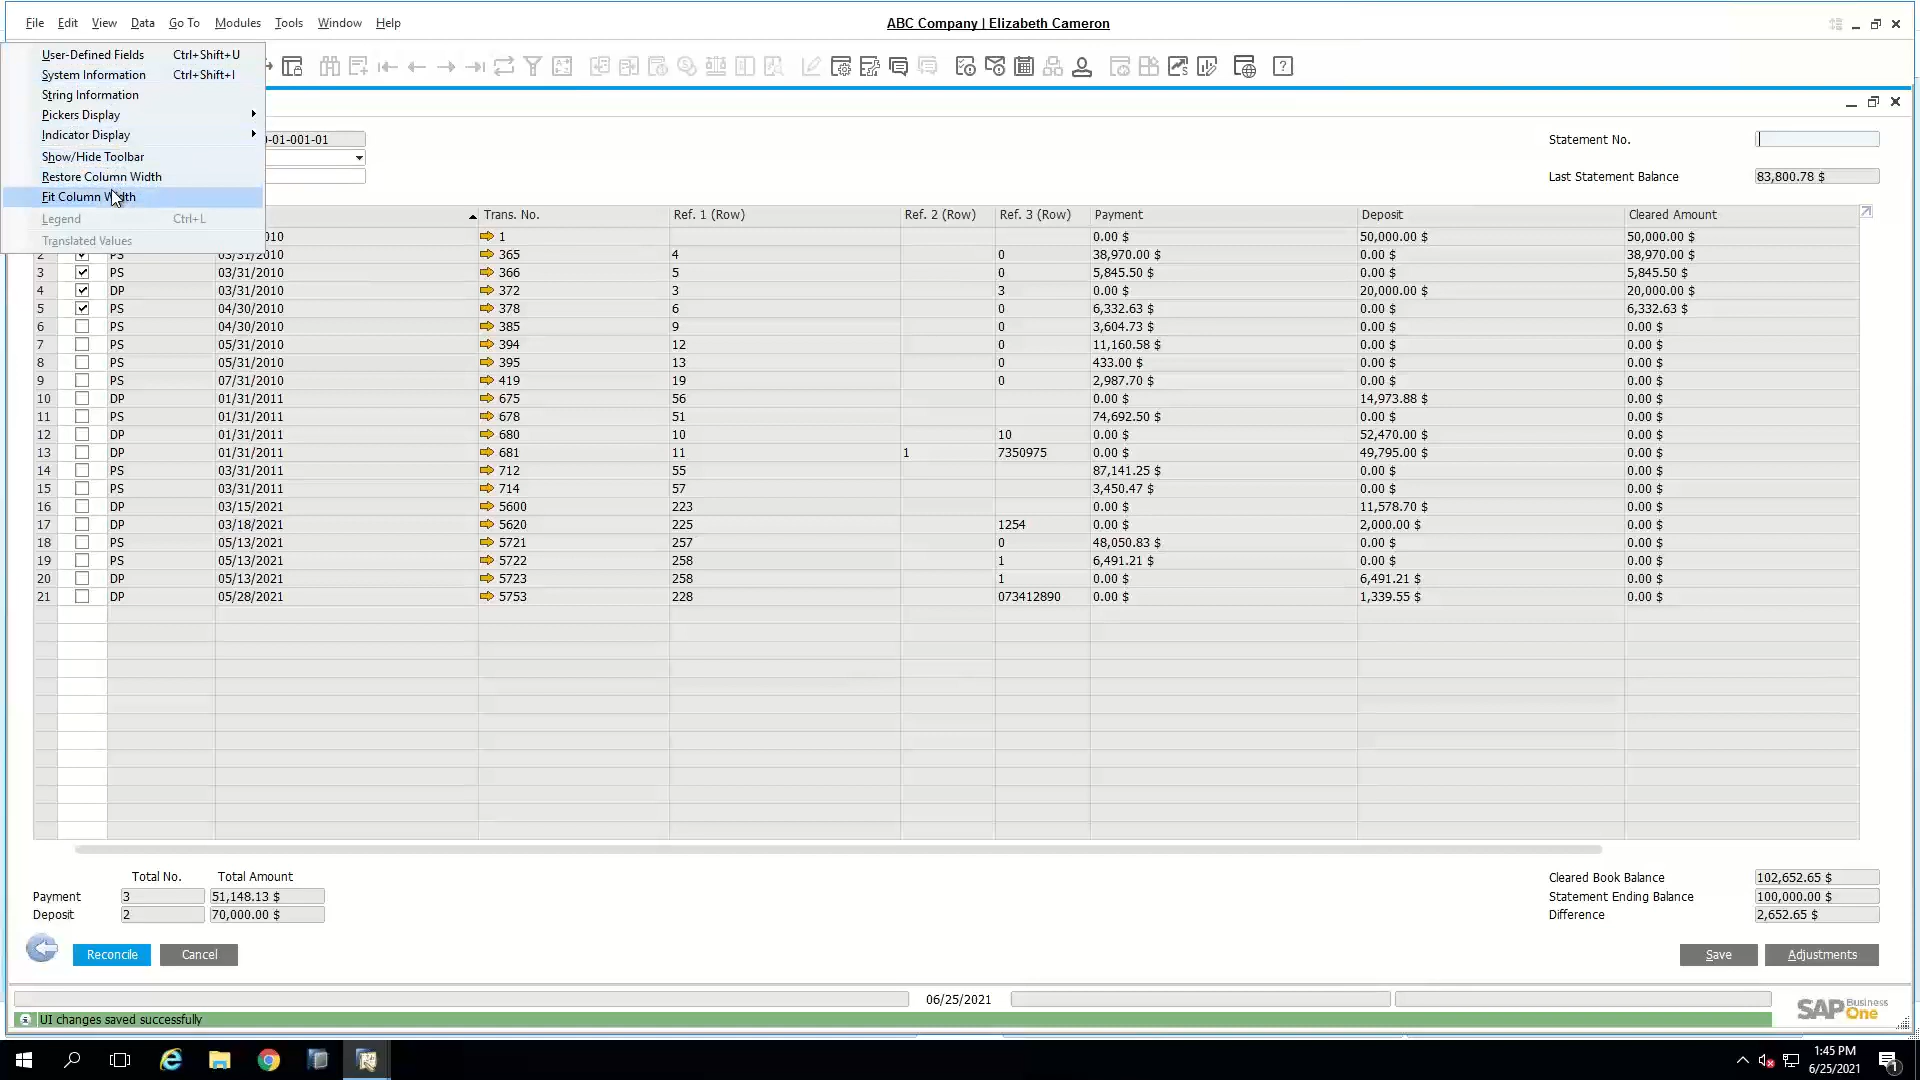 File Edit View Data Go To Modules Tools Window Help
ABC Company | Elizabeth Cameron
User-Defined Fields Ctrl+Shift+U
System Information Ctrl+Shift+I
String Information
Pickers Display
Indicator Display
Show/Hide Toolbar
Restore Column Width
Fit Column Width
Legend Ctrl+L
Translated Values
-01-001-01
Statement No.
Last Statement Balance 83,800.78 $
Trans. No. Ref. 1 (Row) Ref. 2 (Row) Ref. 3 (Row) Payment Deposit Cleared Amount
010 1 0.00 $ 50,000.00 $ 50,000.00 $
2 PS 03/31/2010 365 4 0 38,970.00 $ 0.00 $ 38,970.00 $
3 PS 03/31/2010 366 5 0 5,845.50 $ 0.00 $ 5,845.50 $
4 DP 03/31/2010 372 3 3 0.00 $ 20,000.00 $ 20,000.00 $
5 PS 04/30/2010 378 6 0 6,332.63 $ 0.00 $ 6,332.63 $
6 PS 04/30/2010 385 9 0 3,604.73 $ 0.00 $ 0.00 $
7 PS 05/31/2010 394 12 0 11,160.58 $ 0.00 $ 0.00 $
8 PS 05/31/2010 395 13 0 433.00 $ 0.00 $ 0.00 $
9 PS 07/31/2010 419 19 0 2,987.70 $ 0.00 $ 0.00 $
10 DP 01/31/2011 675 56 0.00 $ 14,973.88 $ 0.00 $
11 PS 01/31/2011 678 51 74,692.50 $ 0.00 $ 0.00 $
12 DP 01/31/2011 680 10 10 0.00 $ 52,470.00 $ 0.00 $
13 DP 01/31/2011 681 11 1 7350975 0.00 $ 49,795.00 $ 0.00 $
14 PS 03/31/2011 712 55 87,141.25 $ 0.00 $ 0.00 $
15 PS 03/31/2011 714 57 3,450.47 $ 0.00 $ 0.00 $
16 DP 03/15/2021 5600 223 0.00 $ 11,578.70 $ 0.00 $
17 DP 03/18/2021 5620 225 1254 0.00 $ 2,000.00 $ 0.00 $
18 PS 05/13/2021 5721 257 0 48,050.83 $ 0.00 $ 0.00 $
19 PS 05/13/2021 5722 258 1 6,491.21 $ 0.00 $ 0.00 $
20 DP 05/13/2021 5723 258 1 0.00 $ 6,491.21 $ 0.00 $
21 DP 05/28/2021 5753 228 073412890 0.00 $ 1,339.55 $ 0.00 $
Total No. Total Amount
Payment 3 51,148.13 $
Deposit 2 70,000.00 $
Cleared Book Balance 102,652.65 $
Statement Ending Balance 100,000.00 $
Difference 2,652.65 $
Reconcile Cancel Save Adjustments
06/25/2021
UI changes saved successfully
SAP Business One
1:45 PM
6/25/2021
1